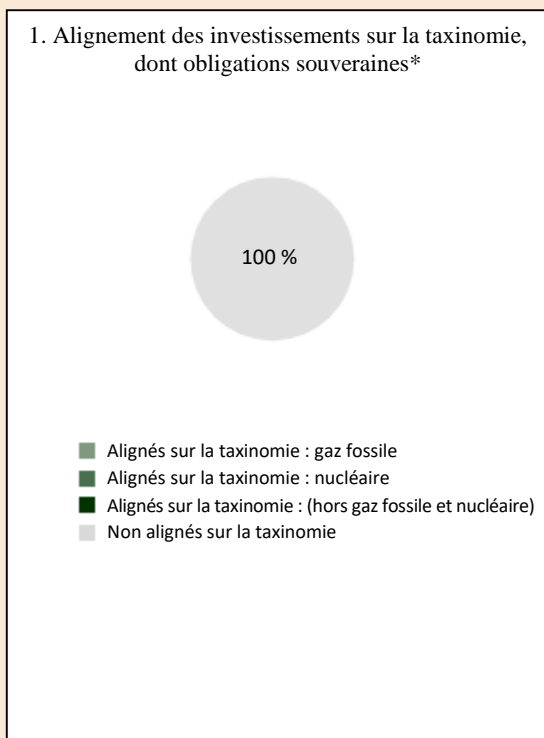 1. Alignement des investissements sur la taxinomie,
dont obligations souveraines*
100 %
Alignés sur la taxinomie : gaz fossile
Alignés sur la taxinomie : nucléaire
Alignés sur la taxinomie : (hors gaz fossile et nucléaire)
Non alignés sur la taxinomie